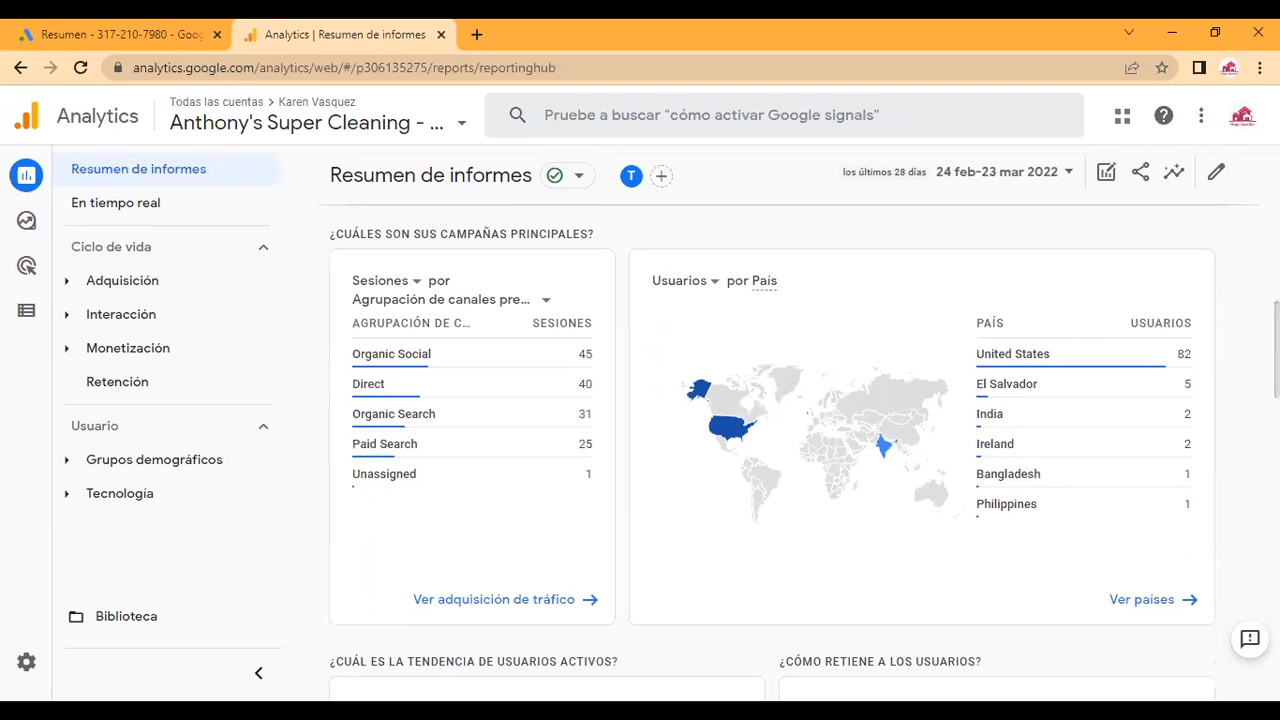 Resumen - 317-210-7980 - Goog
Analytics | Resumen de informes
analytics.google.com/analytics/web/#/p306135275/reports/reportinghub
Analytics
Todas las cuentas > Karen Vasquez
Anthony's Super Cleaning - ...
Pruebe a buscar "cómo activar Google signals"
Resumen de informes
En tiempo real
Ciclo de vida
Adquisición
Interacción
Monetización
Retención
Usuario
Grupos demográficos
Tecnología
Biblioteca
Resumen de informes
T
los últimos 28 días 24 feb-23 mar 2022
¿CUÁLES SON SUS CAMPAÑAS PRINCIPALES?
Sesiones por
Agrupación de canales pre...
AGRUPACIÓN DE C... SESIONES
Organic Social 45
Direct 40
Organic Search 31
Paid Search 25
Unassigned 1
Ver adquisición de tráfico
Usuarios por País
PAÍS USUARIOS
United States 82
El Salvador 5
India 2
Ireland 2
Bangladesh 1
Philippines 1
Ver países
¿CUÁL ES LA TENDENCIA DE USUARIOS ACTIVOS?
¿CÓMO RETIENE A LOS USUARIOS?